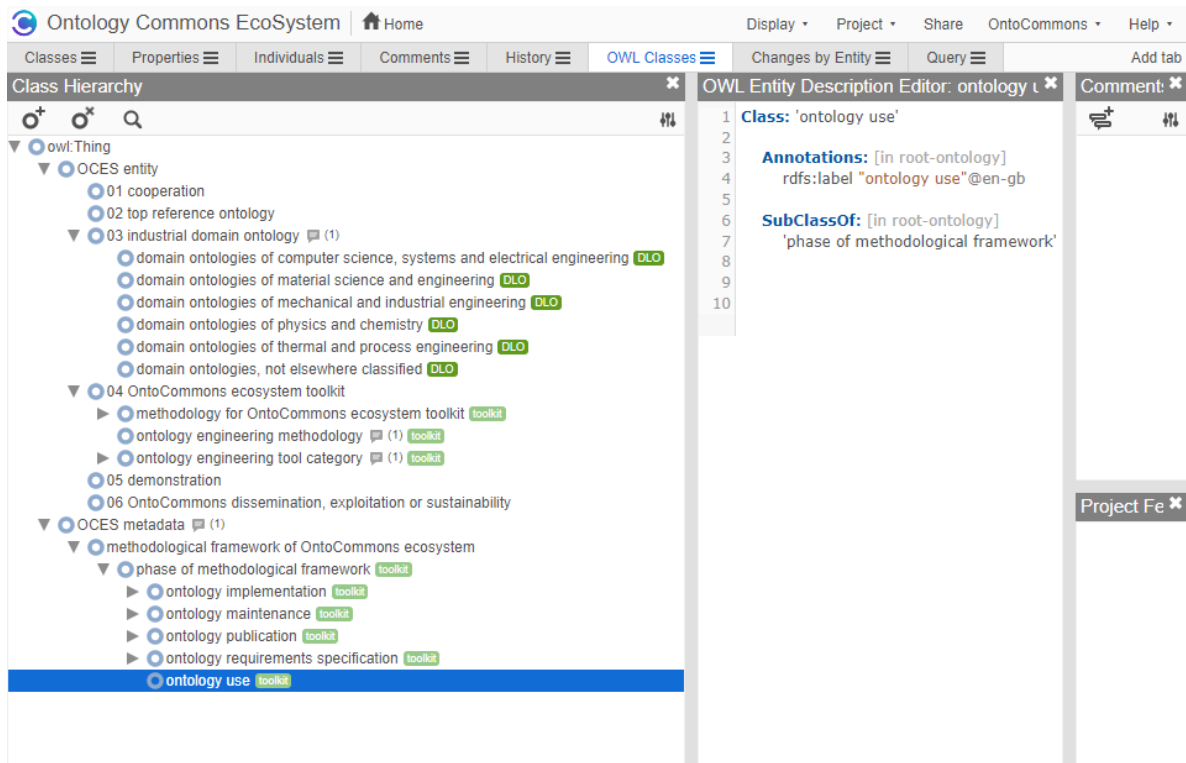 Ontology Commons EcoSystem Home Display Project Share OntoCommons Help
Classes Properties Individuals Comments History OWL Classes Changes by Entity Query Add tab
Class Hierarchy
owl:Thing
OCES entity
01 cooperation
02 top reference ontology
03 industrial domain ontology (1)
domain ontologies of computer science, systems and electrical engineering DLO
domain ontologies of material science and engineering DLO
domain ontologies of mechanical and industrial engineering DLO
domain ontologies of physics and chemistry DLO
domain ontologies of thermal and process engineering DLO
domain ontologies, not elsewhere classified DLO
04 OntoCommons ecosystem toolkit
methodology for OntoCommons ecosystem toolkit toolkit
ontology engineering methodology (1) toolkit
ontology engineering tool category (1) toolkit
05 demonstration
06 OntoCommons dissemination, exploitation or sustainability
OCES metadata (1)
methodological framework of OntoCommons ecosystem
phase of methodological framework toolkit
ontology implementation toolkit
ontology maintenance toolkit
ontology publication toolkit
ontology requirements specification toolkit
ontology use toolkit
OWL Entity Description Editor: ontology u
1 Class: 'ontology use'
2
3 Annotations: [in root-ontology]
4 rdfs:label "ontology use"@en-gb
5
6 SubClassOf: [in root-ontology]
7 'phase of methodological framework'
8
9
10
Comment:
Project Fe